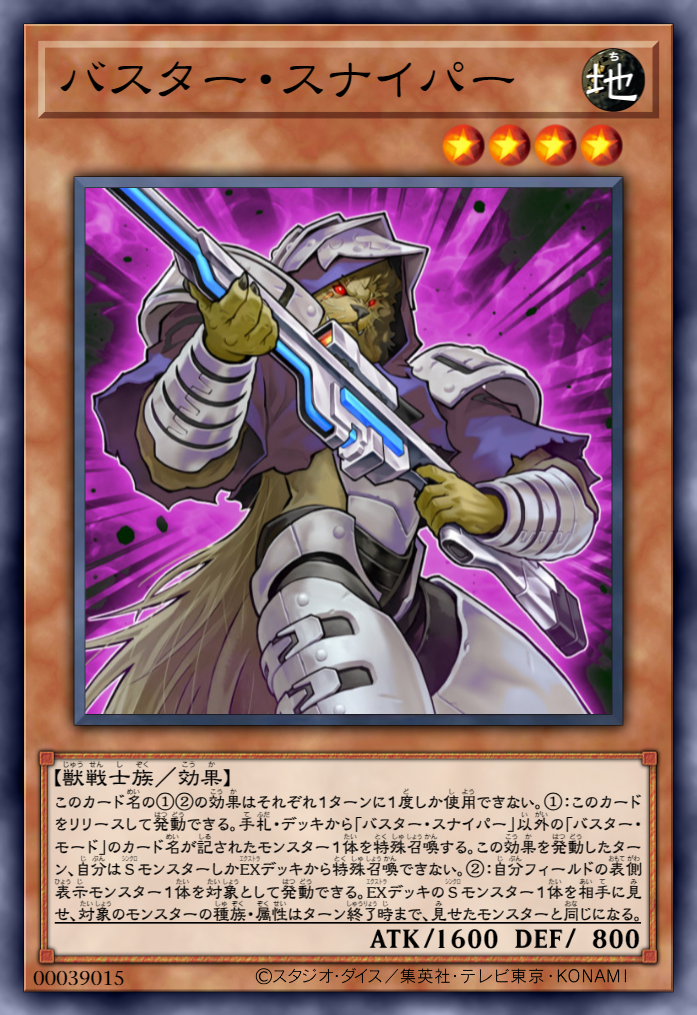 バスター・スナイパー
地
【獣戦士族／効果】
このカード名の①②の効果はそれぞれ1ターンに1度しか使用できない。①：このカード
をリリースして発動できる。手札・デッキから「バスター・スナイパー」以外の「バスター・
モード」のカード名が記されたモンスター1体を特殊召喚する。この効果を発動したター
ン、自分はSモンスターしかEXデッキから特殊召喚できない。②：自分フィールドの表側
表示モンスター1体を対象として発動できる。EXデッキのSモンスター1体を相手に見
せ、対象のモンスターの種族・属性はターン終了時まで、見せたモンスターと同じになる。
ATK/1600 DEF/ 800
00039015 ©スタジオ・ダイス／集英社・テレビ東京・KONAMI